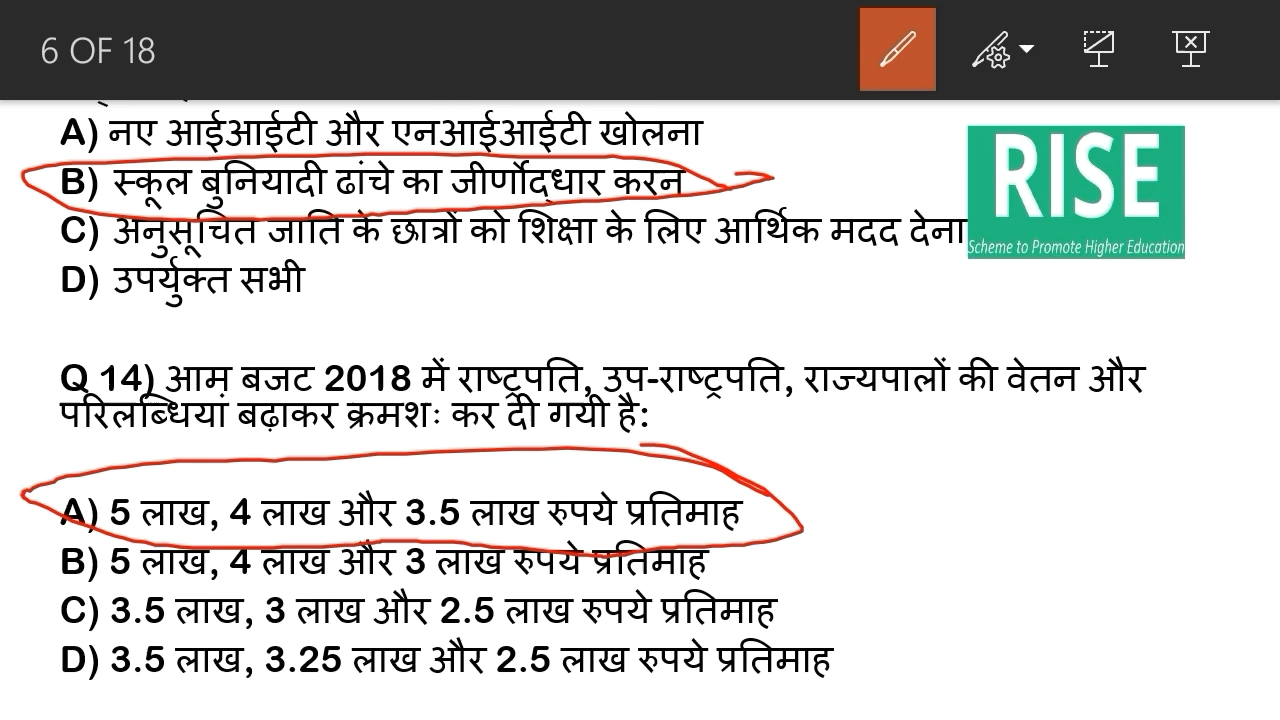 6 OF 18
A) नए आईआईटी और एनआईआईटी खोलना
B) स्कूल बुनियादी ढांचे का जीर्णोद्धार करन
C) अनुसूचित जाति के छात्रों को शिक्षा के लिए आर्थिक मदद देना
D) उपर्युक्त सभी
RISE
Scheme to Promote Higher Education
Q 14) आम बजट 2018 में राष्ट्रपति, उप-राष्ट्रपति, राज्यपालों की वेतन और
परिलब्धियां बढ़ाकर क्रमशः कर दी गयी है:
A) 5 लाख, 4 लाख और 3.5 लाख रुपये प्रतिमाह
B) 5 लाख, 4 लाख और 3 लाख रुपये प्रतिमाह
C) 3.5 लाख, 3 लाख और 2.5 लाख रुपये प्रतिमाह
D) 3.5 लाख, 3.25 लाख और 2.5 लाख रुपये प्रतिमाह